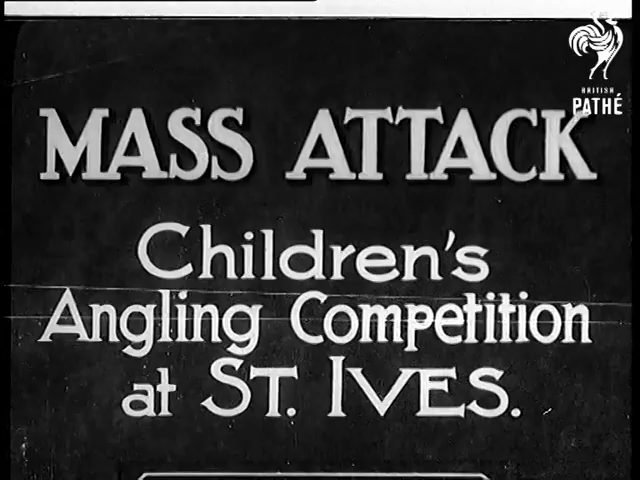 BRITISH
PATHÉ
MASS ATTACK
Children's
Angling Competition
at ST. IVES.